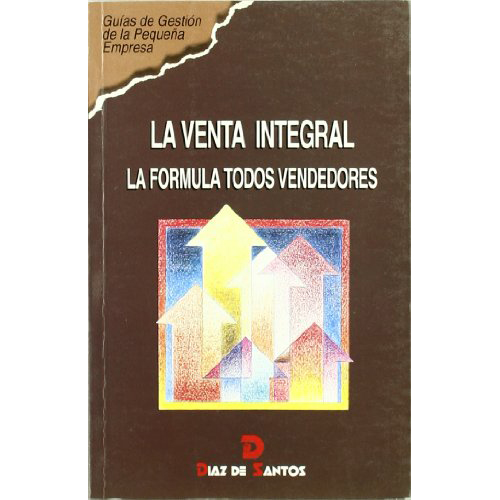 Guías de Gestión
de la Pequeña
Empresa
LA VENTA INTEGRAL
LA FORMULA TODOS VENDEDORES
D
DIAZ DE SANTOS